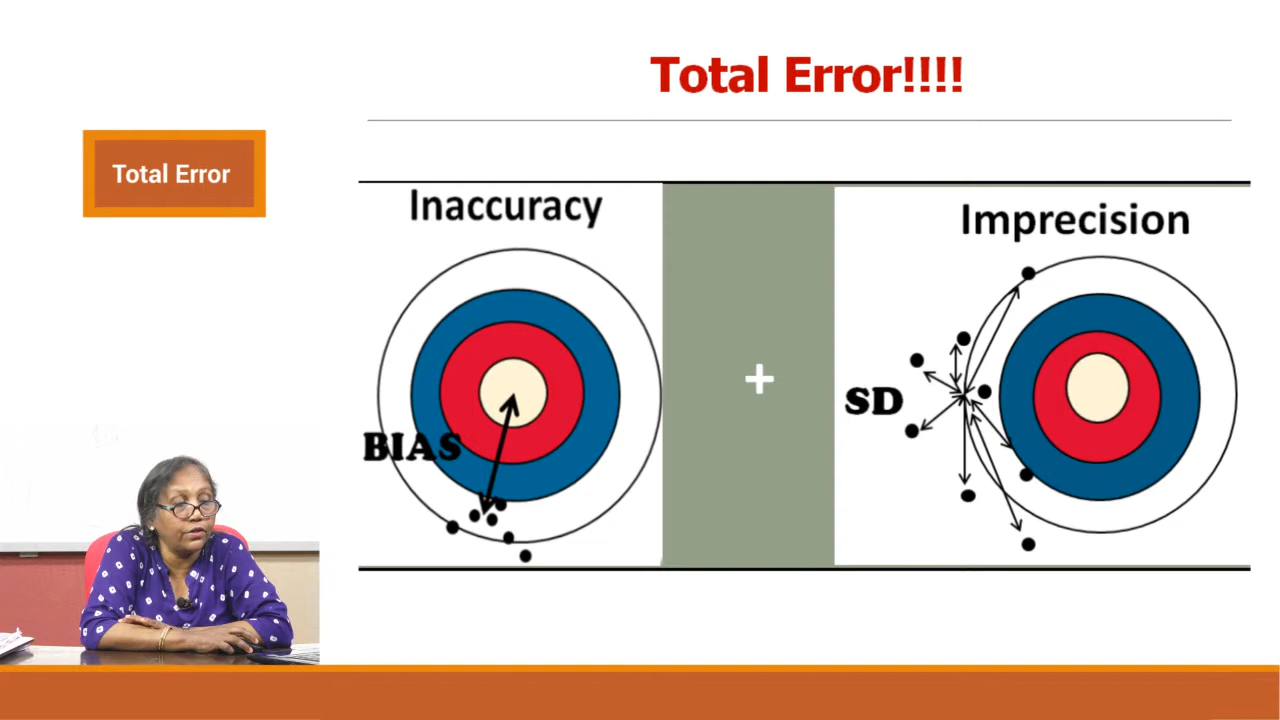 Total Error!!!!
Total Error
Inaccuracy
BIAS
+
Imprecision
SD